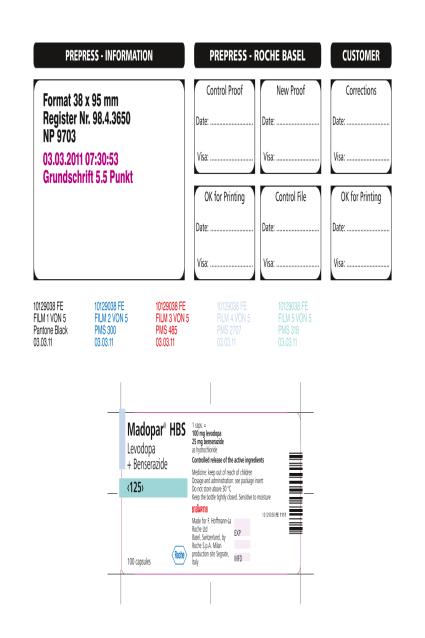 PREPRESS - INFORMATION
PREPRESS - ROCHE BASEL
CUSTOMER
Format 38 x 95 mm
Register Nr. 98.4.3650
NP 9703
03.03.2011 07:30:53
Grundschrift 5.5 Punkt
Control Proof
Date:
Visa:
New Proof
Date:
Visa:
Corrections
Date:
Visa:
OK for Printing
Date:
Visa:
Control File
Date:
Visa:
OK for Printing
Date:
Visa:
10129038 FE
FILM 1 VON 5
Pantone Black
03.03.11
10129038 FE
FILM 2 VON 5
PMS 300
03.03.11
10129038 FE
FILM 3 VON 5
PMS 485
03.03.11
10129038 FE
FILM 4 VON 5
PMS 2707
03.03.11
10129038 FE
FILM 5 VON 5
PMS 319
03.03.11
Madopar® HBS
Levodopa
+ Benserazide
‹125›
100 capsules
Roche
1 caps. =
100 mg levodopa
25 mg benserazide
as hydrochloride
Controlled release of the active ingredients
Medicine: keep out of reach of children
Dosage and administration: see package insert
Do not store above 30 °C
Keep the bottle tightly closed. Sensitive to moisture
Made for F. Hoffmann-La
Roche Ltd
Basel, Switzerland, by
Roche S.p.A. Milan
production site Segrate,
Italy
EXP
MFD